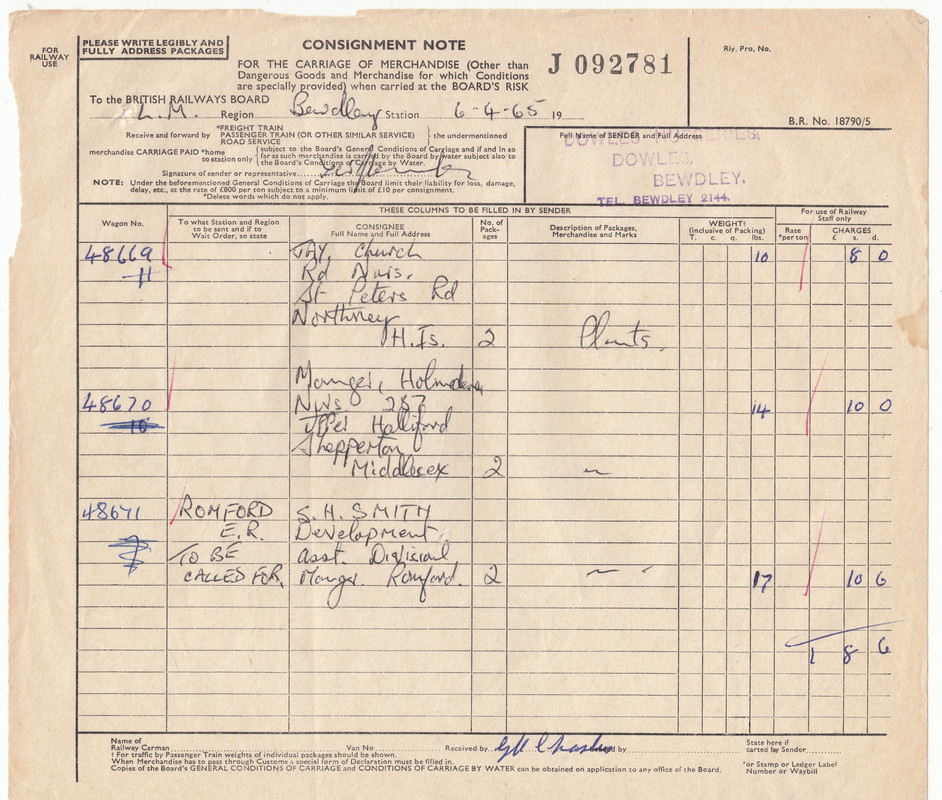 FOR
RAILWAY
USE
PLEASE WRITE LEGIBLY AND
FULLY ADDRESS PACKAGES
CONSIGNMENT NOTE
FOR THE CARRIAGE OF MERCHANDISE (Other than
Dangerous Goods and Merchandise for which Conditions
are specially provided) when carried at the BOARD'S RISK
J 092781
Rly. Pro. No.
B.R. No. 18790/5
To the BRITISH RAILWAYS BOARD
L.M. Region Bewdley Station 6-4-65 19
Receive and forward by
*FREIGHT TRAIN
PASSENGER TRAIN (OR OTHER SIMILAR SERVICE)
ROAD SERVICE
the undermentioned
merchandise CARRIAGE PAID *home
to station only
subject to the Board's General Conditions and if and in so
far as such merchandise is carried by the Board by water subject also to
the Board's Conditions of Carriage by Water.
Signature of sender or representative
NOTE: Under the beforementioned General Conditions of Carriage the Board limit their liability for loss, damage,
delay, etc., at the rate of £800 per ton subject to a minimum limit of £10 per consignment.
*Delete words which do not apply.
Full Name of SENDER and Full Address
DOWLES
DOWLES,
BEWDLEY.
TEL. BEWDLEY 2144.
THESE COLUMNS TO BE FILLED IN BY SENDER
For use of Railway
Staff only
Wagon No.
To what Station and Region
to be sent and if to
Wait Order, so state
CONSIGNEE
Full Name and Full Address
No. of
Pack-
ages
Description of Packages,
Merchandise and Marks
WEIGHT†
(inclusive of Packing)
T. c. q. lbs.
Rate
*per ton
CHARGES
£ s. d.
48669 JAY, Church 10 8 0
11 Rd Nurs.
St Peters Rd
Northney
H. Is. 2 Plants.
Manger,
48670 Nurs 287 14 10 0
10 Upper Halliford
Shepperton
Middlesex 2 ~
48671 ROMFORD S.H. SMITH
E.R. Development
TO BE asst. Divisional
CALLED FOR, Manger. Romford. 2 ~ 17 10 6
1 8 6
Name of
Railway Carman Van No Received by by
State here if
carted by Sender
† For traffic by Passenger Train weights of individual packages should be shown.
When Merchandise has to pass through Customs a special form of Declaration must be filled in.
Copies of the Board's GENERAL CONDITIONS OF CARRIAGE and CONDITIONS OF CARRIAGE BY WATER can be obtained on application to any office of the Board.
*or Stamp or Ledger Label
Number or Waybill